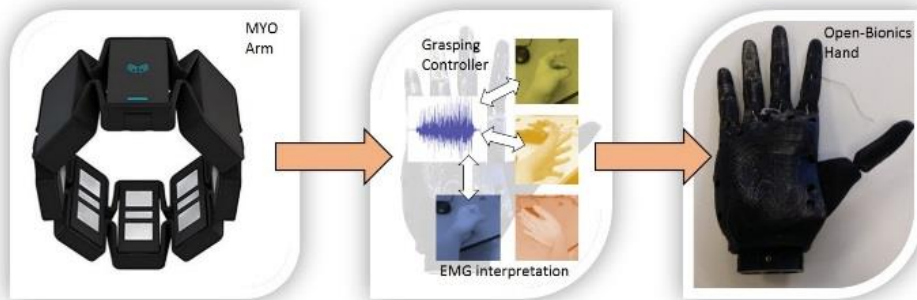 MYO
Arm
Grasping
Controller
EMG interpretation
Open-Bionics
Hand